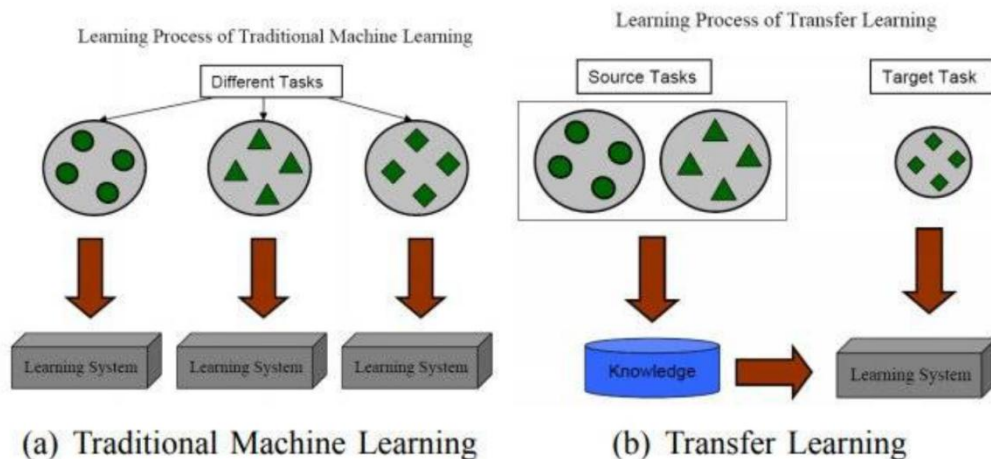 Learning Process of Traditional Machine Learning
Different Tasks
Learning System
Learning System
Learning System
(a) Traditional Machine Learning
Learning Process of Transfer Learning
Source Tasks
Target Task
Knowledge
Learning System
(b) Transfer Learning